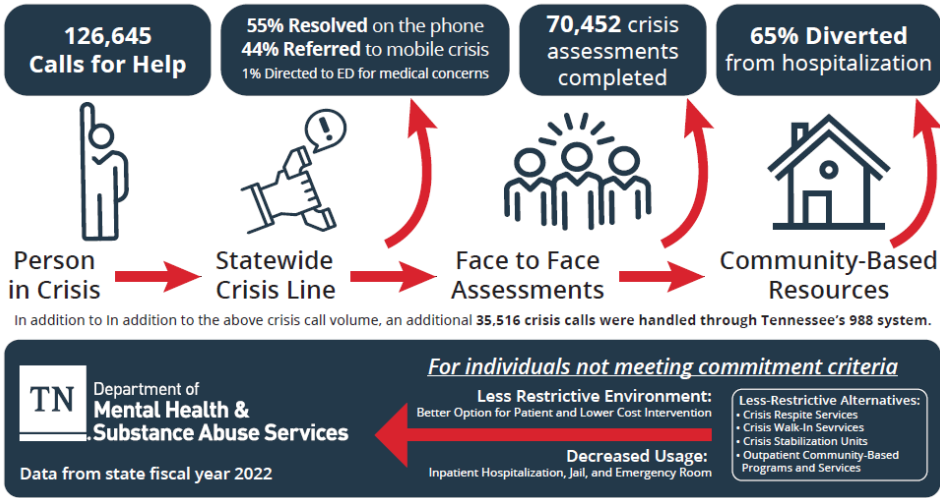 126,645
Calls for Help
55% Resolved on the phone
44% Referred to mobile crisis
1% Directed to ED for medical concerns
70,452 crisis
assessments
completed
65% Diverted
from hospitalization
!
Person
in Crisis
Statewide
Crisis Line
Face to Face
Assessments
Community-Based
Resources
In addition to In addition to the above crisis call volume, an additional 35,516 crisis calls were handled through Tennessee's 988 system.
TN
Department of
Mental Health &
Substance Abuse Services
Data from state fiscal year 2022
For individuals not meeting commitment criteria
Less Restrictive Environment:
Better Option for Patient and Lower Cost Intervention
Decreased Usage:
Inpatient Hospitalization, Jail, and Emergency Room
Less-Restrictive Alternatives:
• Crisis Respite Services
• Crisis Walk-In Sevrvices
• Crisis Stabilization Units
• Outpatient Community-Based
Programs and Services